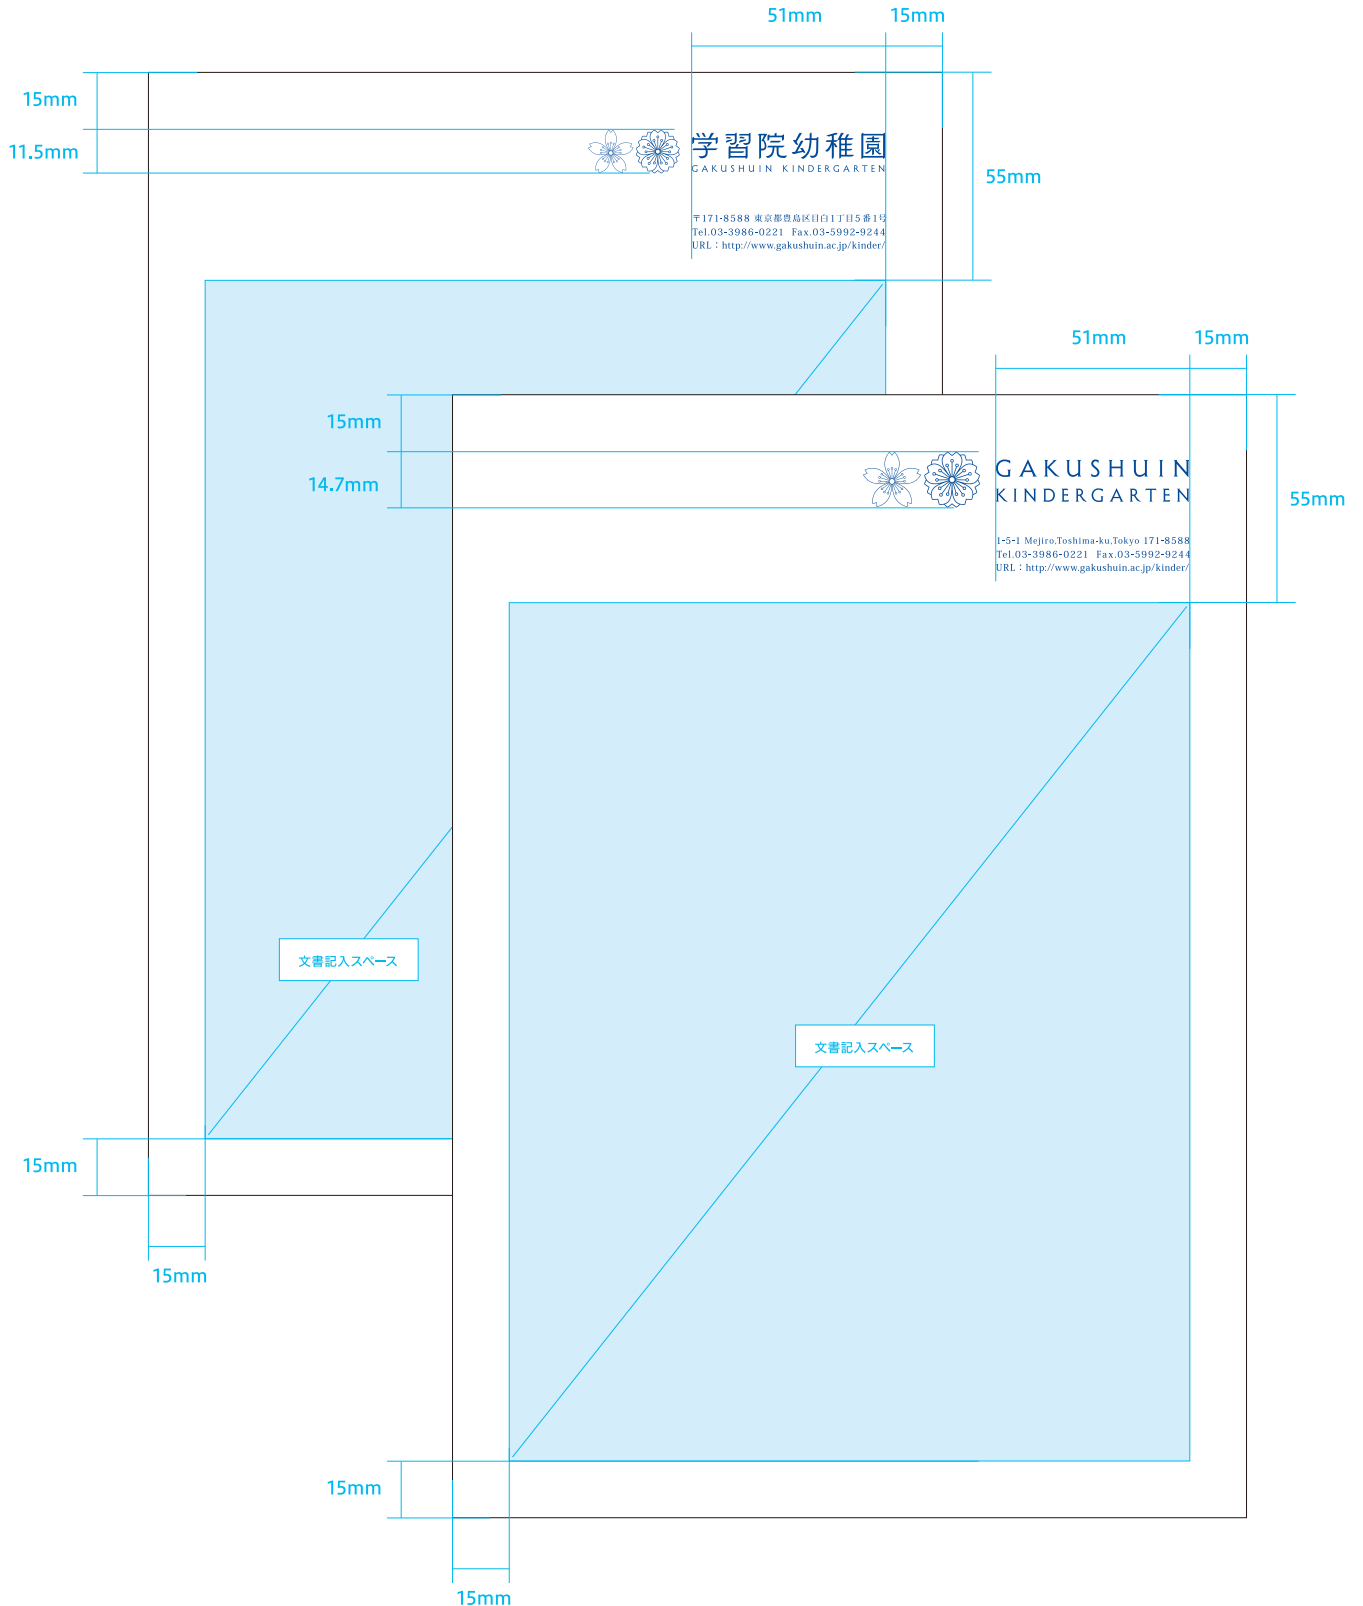 51mm 15mm
15mm
11.5mm
学習院幼稚園
GAKUSHUIN KINDERGARTEN
55mm
〒171-8588 東京都豊島区目白1丁目5番1号
Tel.03-3986-0221 Fax.03-5992-9244
URL：http://www.gakushuin.ac.jp/kinder/
文書記入スペース
15mm
15mm
51mm 15mm
15mm
14.7mm
GAKUSHUIN
KINDERGARTEN
55mm
1-5-1 Mejiro,Toshima-ku,Tokyo 171-8588
Tel.03-3986-0221 Fax.03-5992-9244
URL：http://www.gakushuin.ac.jp/kinder/
文書記入スペース
15mm
15mm